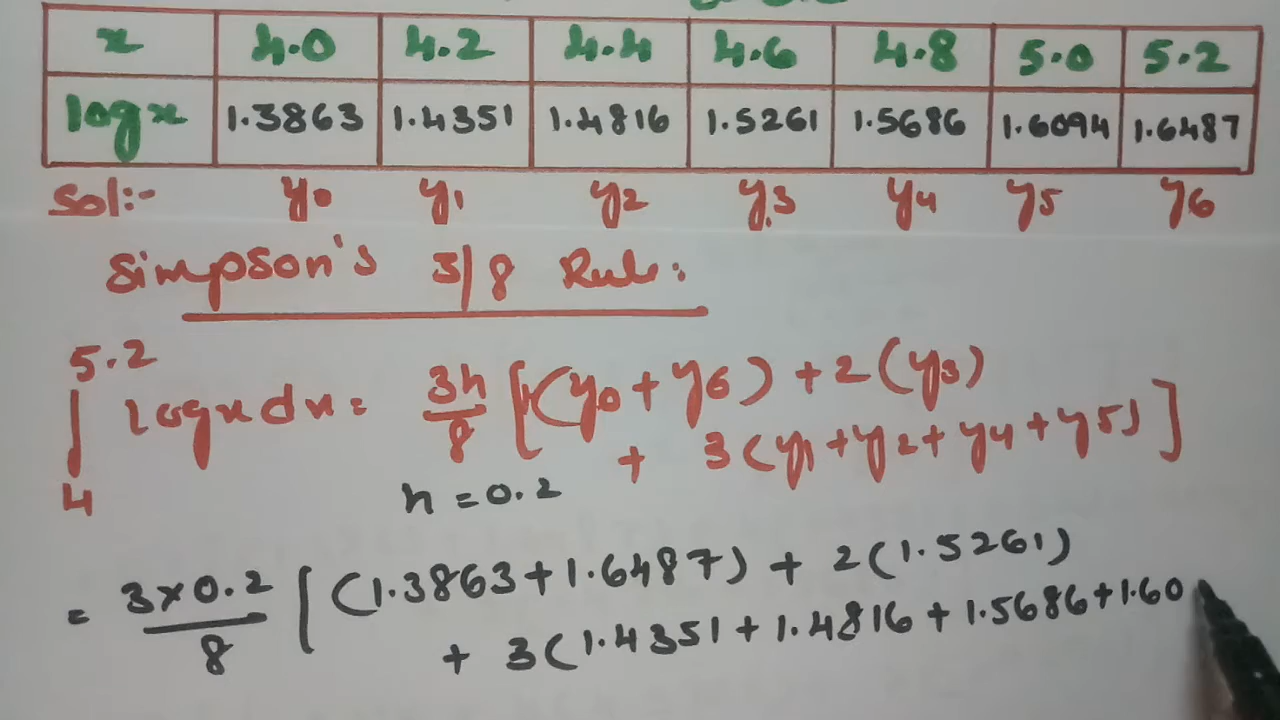 x 4.0 4.2 4.4 4.6 4.8 5.0 5.2
logx 1.3863 1.4351 1.4816 1.5261 1.5686 1.6094 1.6487
Sol:- y0 y1 y2 y3 y4 y5 y6
Simpson's 3/8 Rule:
5.2
∫ logx dx = 3h/8 [(y0+y6) + 2(y3)
4
+ 3(y1+y2+y4+y5)]
h = 0.2
= 3×0.2/8 [(1.3863+1.6487) + 2(1.5261)
+ 3(1.4351+1.4816+1.5686+1.60